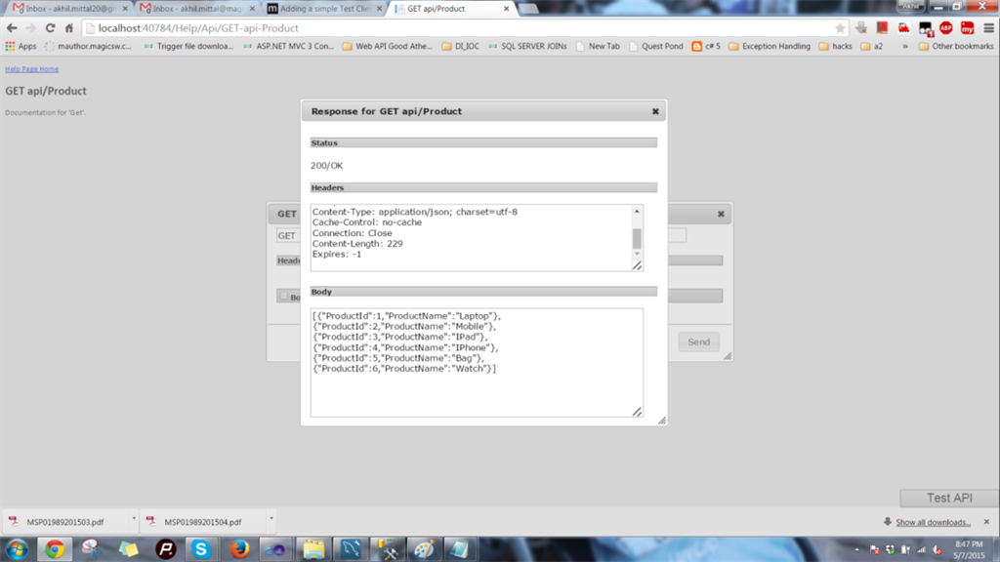 Inbox - akhil.mittal20@g
Inbox - akhil.mittal@mag
Adding a simple Test Clie
GET api/Product
Akhil
localhost:40784/Help/Api/GET-api-Product
Apps
mauthor.magicsw.c...
Trigger file downloa...
ASP.NET MVC 3 Con...
Web API Good Athe...
DI_IOC
SQL SERVER JOINs
New Tab
Quest Pond
c# 5
Exception Handling
hacks
a2
»
Other bookmarks
Help Page Home
GET api/Product
Documentation for 'Get'.
Response for GET api/Product
Status
200/OK
Headers
Content-Type: application/json; charset=utf-8
Cache-Control: no-cache
Connection: Close
Content-Length: 229
Expires: -1
Body
[{"ProductId":1,"ProductName":"Laptop"},
{"ProductId":2,"ProductName":"Mobile"},
{"ProductId":3,"ProductName":"IPad"},
{"ProductId":4,"ProductName":"IPhone"},
{"ProductId":5,"ProductName":"Bag"},
{"ProductId":6,"ProductName":"Watch"}]
GET
GET
Heade
Bo
Send
Test API
MSP01989201503.pdf
MSP01989201504.pdf
Show all downloads...
8:47 PM
5/7/2015